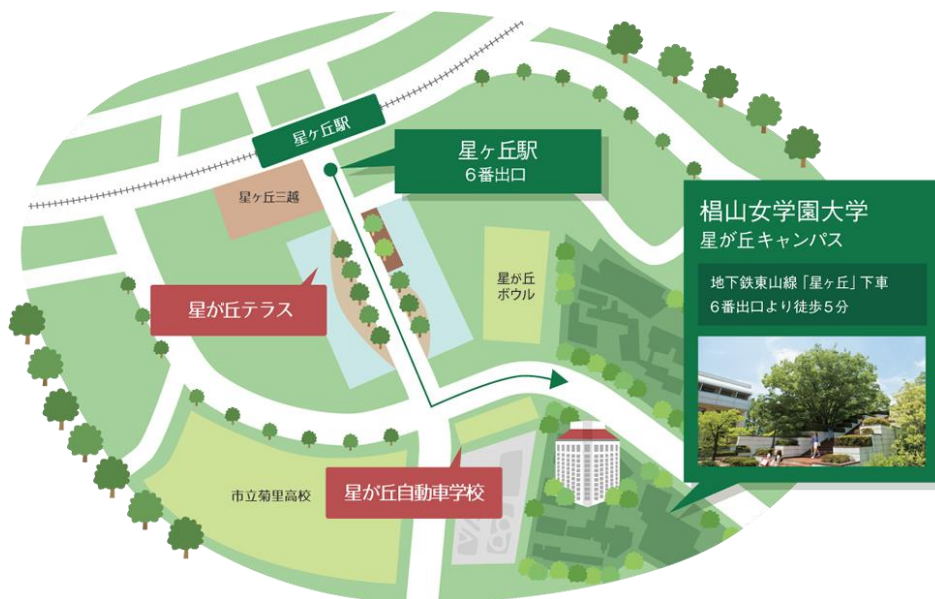 星ヶ丘駅
星ヶ丘駅
6番出口
星ヶ丘三越
椙山女学園大学
星が丘キャンパス
地下鉄東山線「星ヶ丘」下車
6番出口より徒歩5分
星が丘
ボウル
星が丘テラス
市立菊里高校
星が丘自動車学校